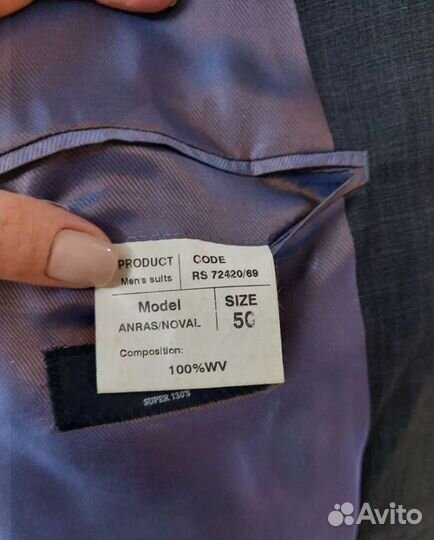 PRODUCT CODE
Men's suits RS 72420/69
Model SIZE
ANRAS/NOVAL 50
Composition:
100%WV
SUPER 130'S
Avito